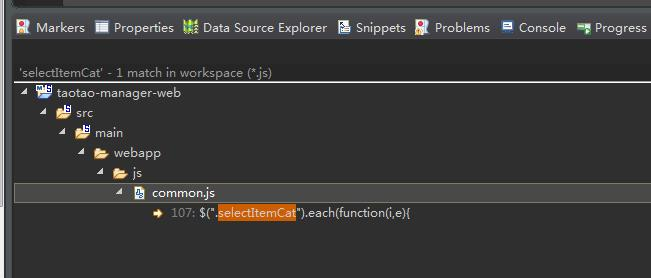 Markers Properties Data Source Explorer Snippets Problems Console Progress
'selectItemCat' - 1 match in workspace (*.js)
taotao-manager-web
src
main
webapp
js
common.js
107: $(".selectItemCat").each(function(i,e){